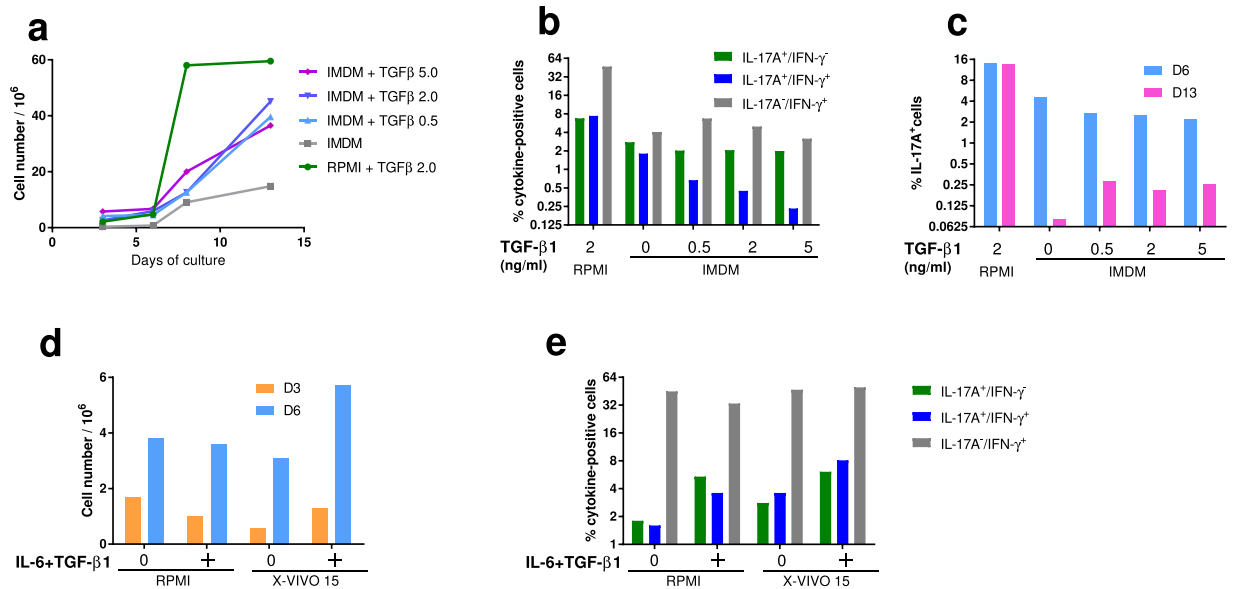 a
Cell number / 10⁶
60
40
20
0
0
5
10
15
Days of culture
IMDM + TGFβ 5.0
IMDM + TGFβ 2.0
IMDM + TGFβ 0.5
IMDM
RPMI + TGFβ 2.0
b
% cytokine-positive cells
64
32
16
8
4
2
1
0.5
0.25
0.125
IL-17A⁺/IFN-γ⁻
IL-17A⁺/IFN-γ⁺
IL-17A⁻/IFN-γ⁺
TGF-β1 2 0 0.5 2 5
(ng/ml) RPMI IMDM
c
% IL-17A⁺cells
16
8
4
2
1
0.5
0.25
0.125
0.0625
D6
D13
TGF-β1 2 0 0.5 2 5
(ng/ml) RPMI IMDM
d
Cell number / 10⁶
6
4
2
0
D3
D6
IL-6+TGF-β1 0 + 0 +
RPMI X-VIVO 15
e
% cytokine-positive cells
64
32
16
8
4
2
1
IL-17A⁺/IFN-γ⁻
IL-17A⁺/IFN-γ⁺
IL-17A⁻/IFN-γ⁺
IL-6+TGF-β1 0 + 0 +
RPMI X-VIVO 15